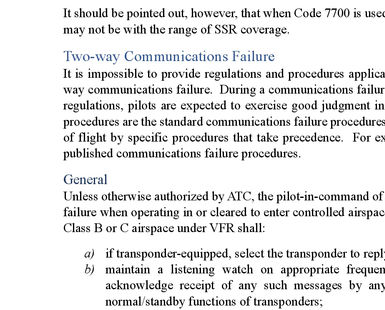 It should be pointed out, however, that when Code 7700 is used
may not be with the range of SSR coverage.
Two-way Communications Failure
It is impossible to provide regulations and procedures applica
way communications failure. During a communications failur
regulations, pilots are expected to exercise good judgment in
procedures are the standard communications failure procedures
of flight by specific procedures that take precedence. For ex
published communications failure procedures.
General
Unless otherwise authorized by ATC, the pilot-in-command of
failure when operating in or cleared to enter controlled airspac
Class B or C airspace under VFR shall:
a) if transponder-equipped, select the transponder to reply
b) maintain a listening watch on appropriate frequen
acknowledge receipt of any such messages by any
normal/standby functions of transponders;